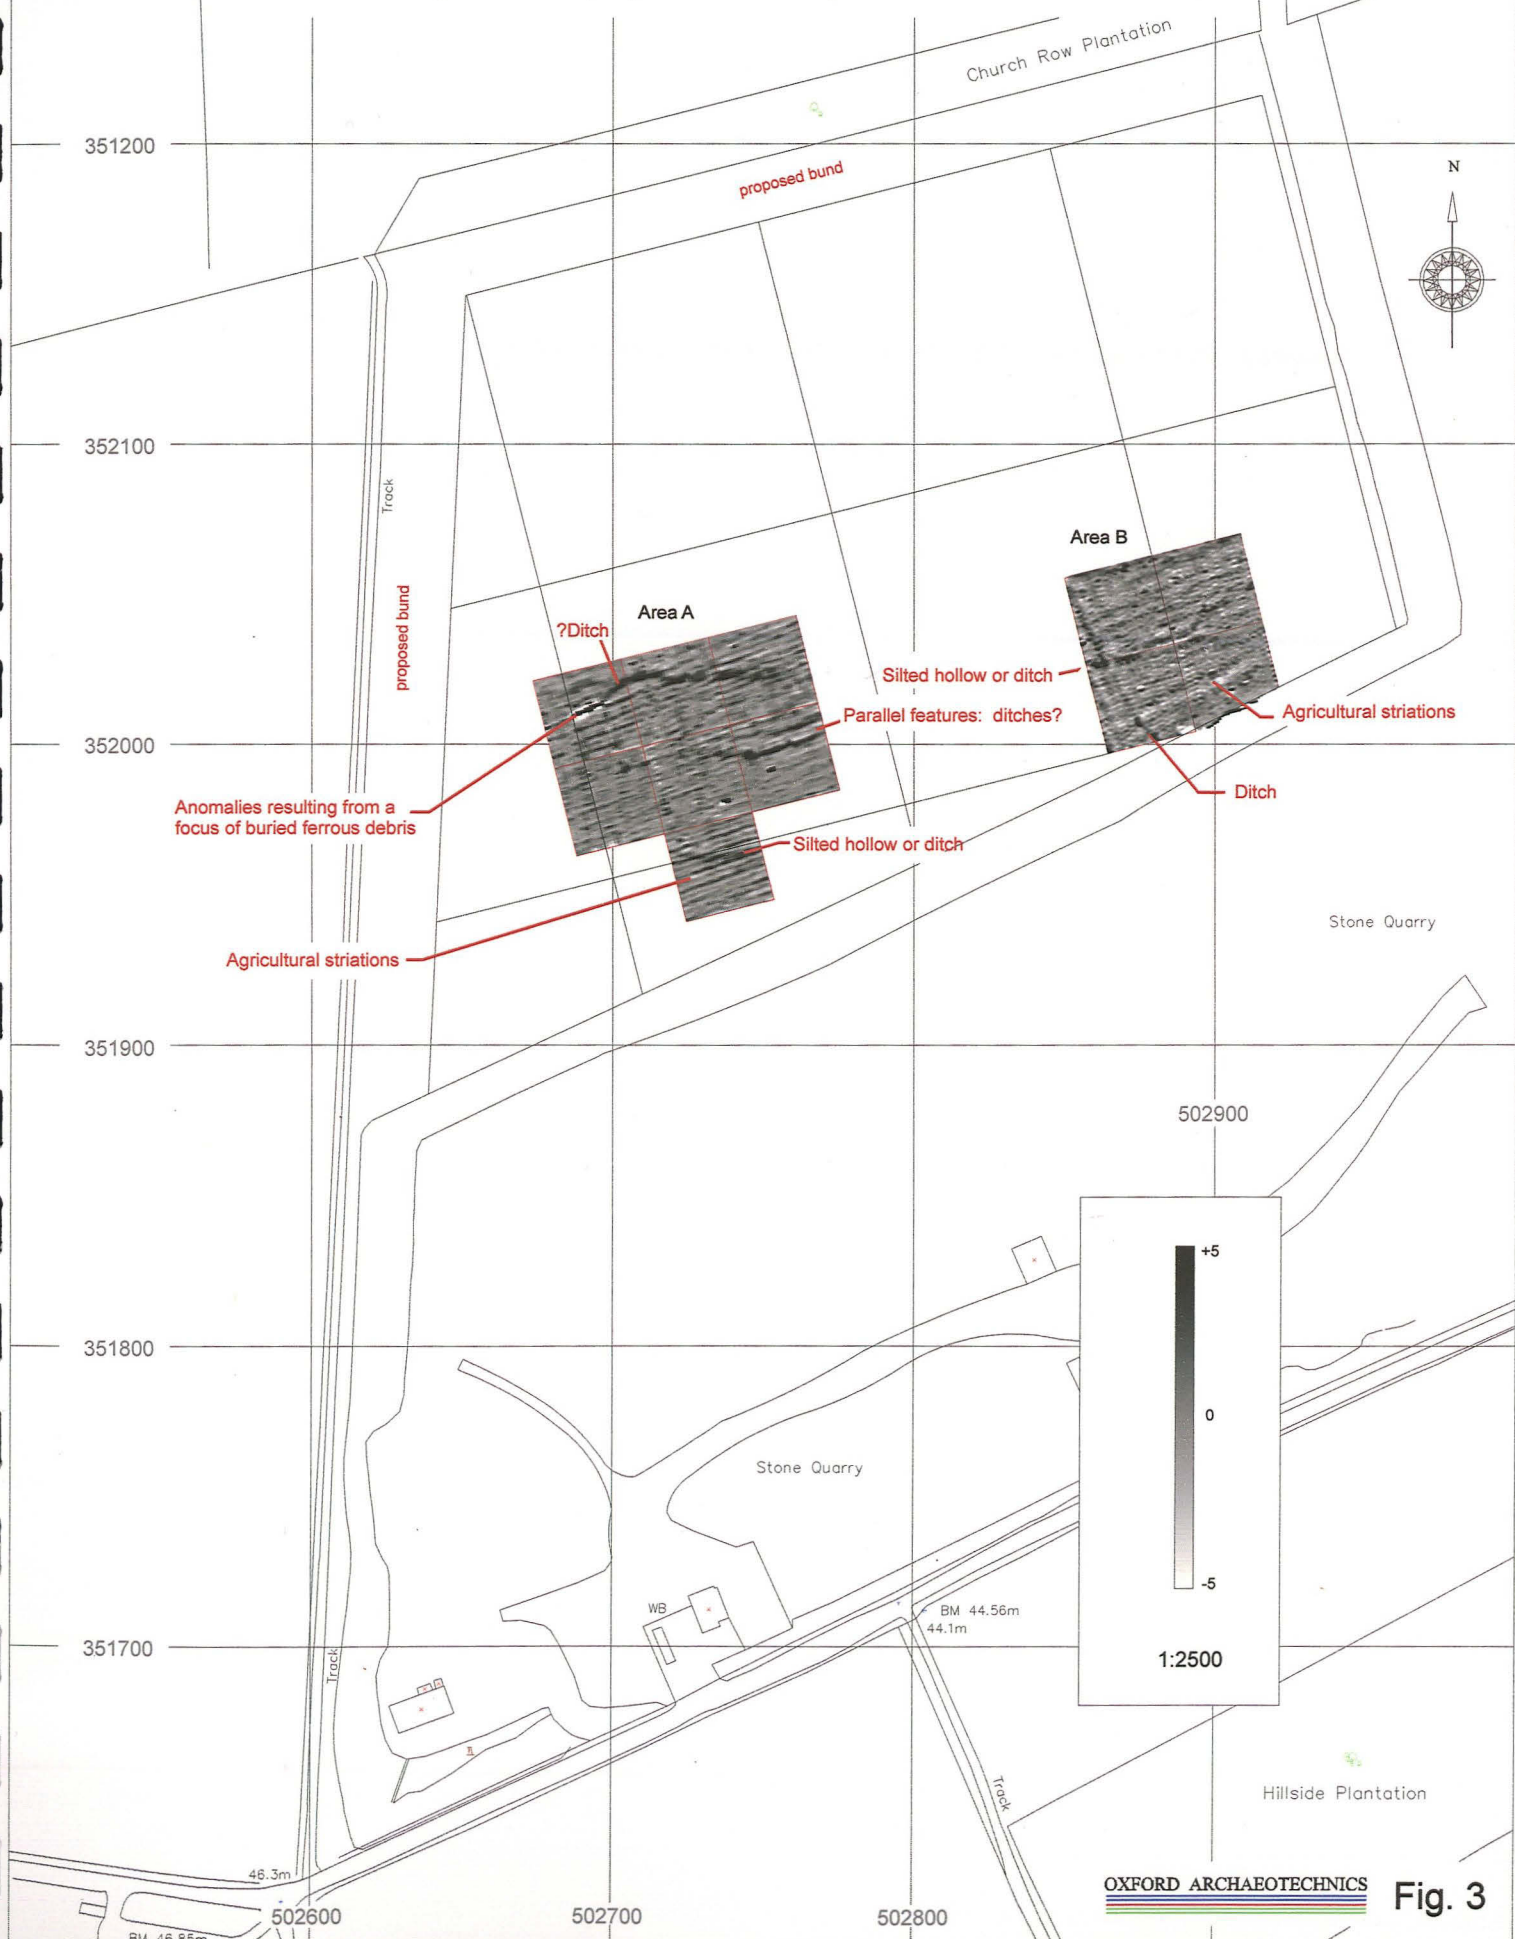 Church Row Plantation
351200
proposed bund
N
352100
Track
Area B
proposed bund
Area A
?Ditch
Silted hollow or ditch
Parallel features: ditches?
Agricultural striations
352000
Ditch
Anomalies resulting from a
focus of buried ferrous debris
Silted hollow or ditch
Stone Quarry
Agricultural striations
351900
502900
+5
351800
0
Stone Quarry
-5
WB
BM 44.56m
44.1m
351700
1:2500
Track
Track
Hillside Plantation
46.3m
OXFORD ARCHAEOTECHNICS
Fig. 3
502600
502700
502800
BM 46.85m